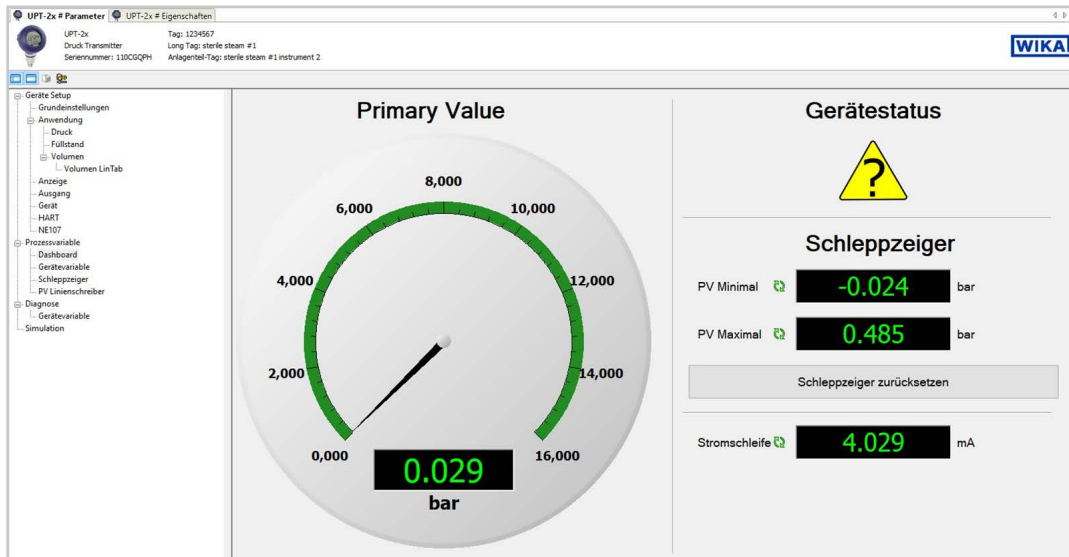 UPT-2x # Parameter
UPT-2x # Eigenschaften
UPT-2x
Druck Transmitter
Seriennummer: 110CGQPH
Tag: 1234567
Long Tag: sterile steam #1
Anlagenteil-Tag: sterile steam #1 instrument 2
WIKA
Geräte Setup
Grundeinstellungen
Anwendung
Druck
Füllstand
Volumen
Volumen LinTab
Anzeige
Ausgang
Gerät
HART
NE107
Prozessvariable
Dashboard
Gerätevariable
Schleppzeiger
PV Linienschreiber
Diagnose
Gerätevariable
Simulation
Primary Value
8,000
6,000
10,000
4,000
12,000
2,000
14,000
0,000
16,000
0.029
bar
Gerätestatus
?
Schleppzeiger
PV Minimal -0.024 bar
PV Maximal 0.485 bar
Schleppzeiger zurücksetzen
Stromschleife 4.029 mA